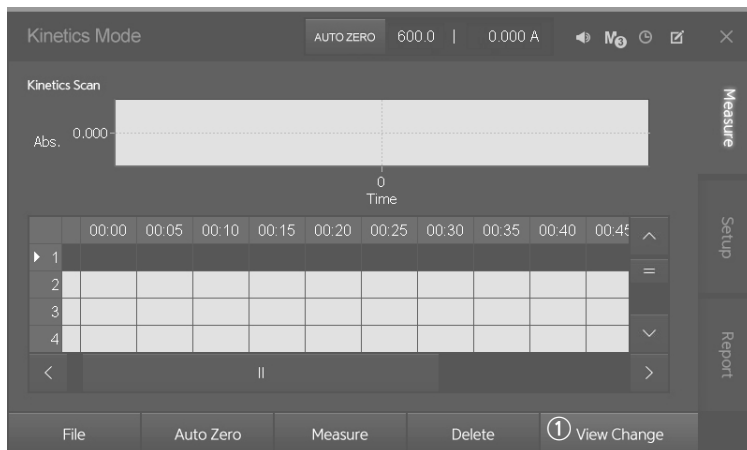 Kinetics Mode AUTO ZERO 600.0 | 0.000 A M3
Kinetics Scan
Abs. 0.000
0
Time
00:00 00:05 00:10 00:15 00:20 00:25 00:30 00:35 00:40 00:45
1
2
3
4
File Auto Zero Measure Delete ① View Change
Measure
Setup
Report